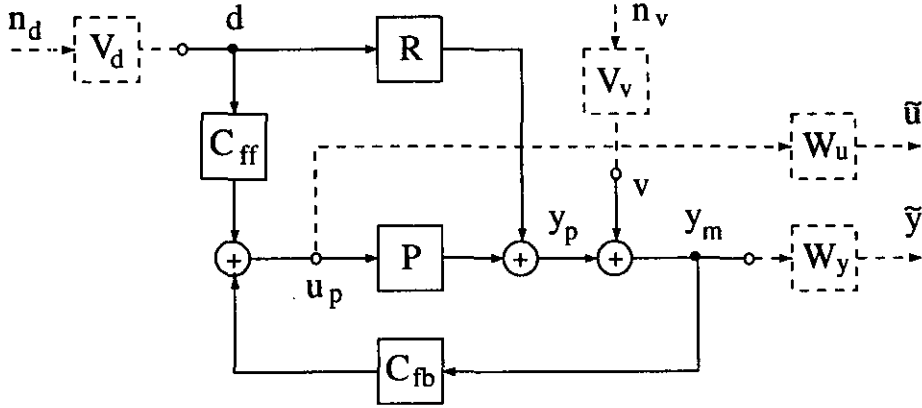 n_d
V_d
d
R
n_v
V_v
C_ff
W_u
ũ
v
y_p
y_m
+
P
+
+
W_y
ỹ
u_p
C_fb